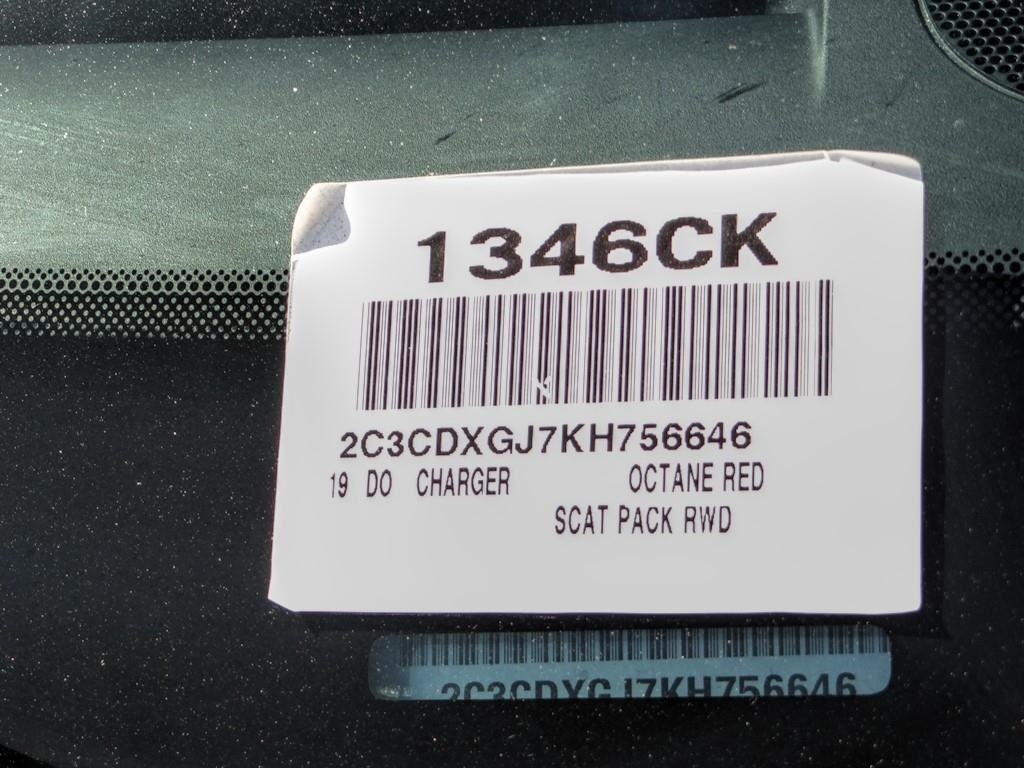 1346CK
2C3CDXGJ7KH756646
19 DO CHARGER OCTANE RED
SCAT PACK RWD
2C3CDXGJ7KH756646